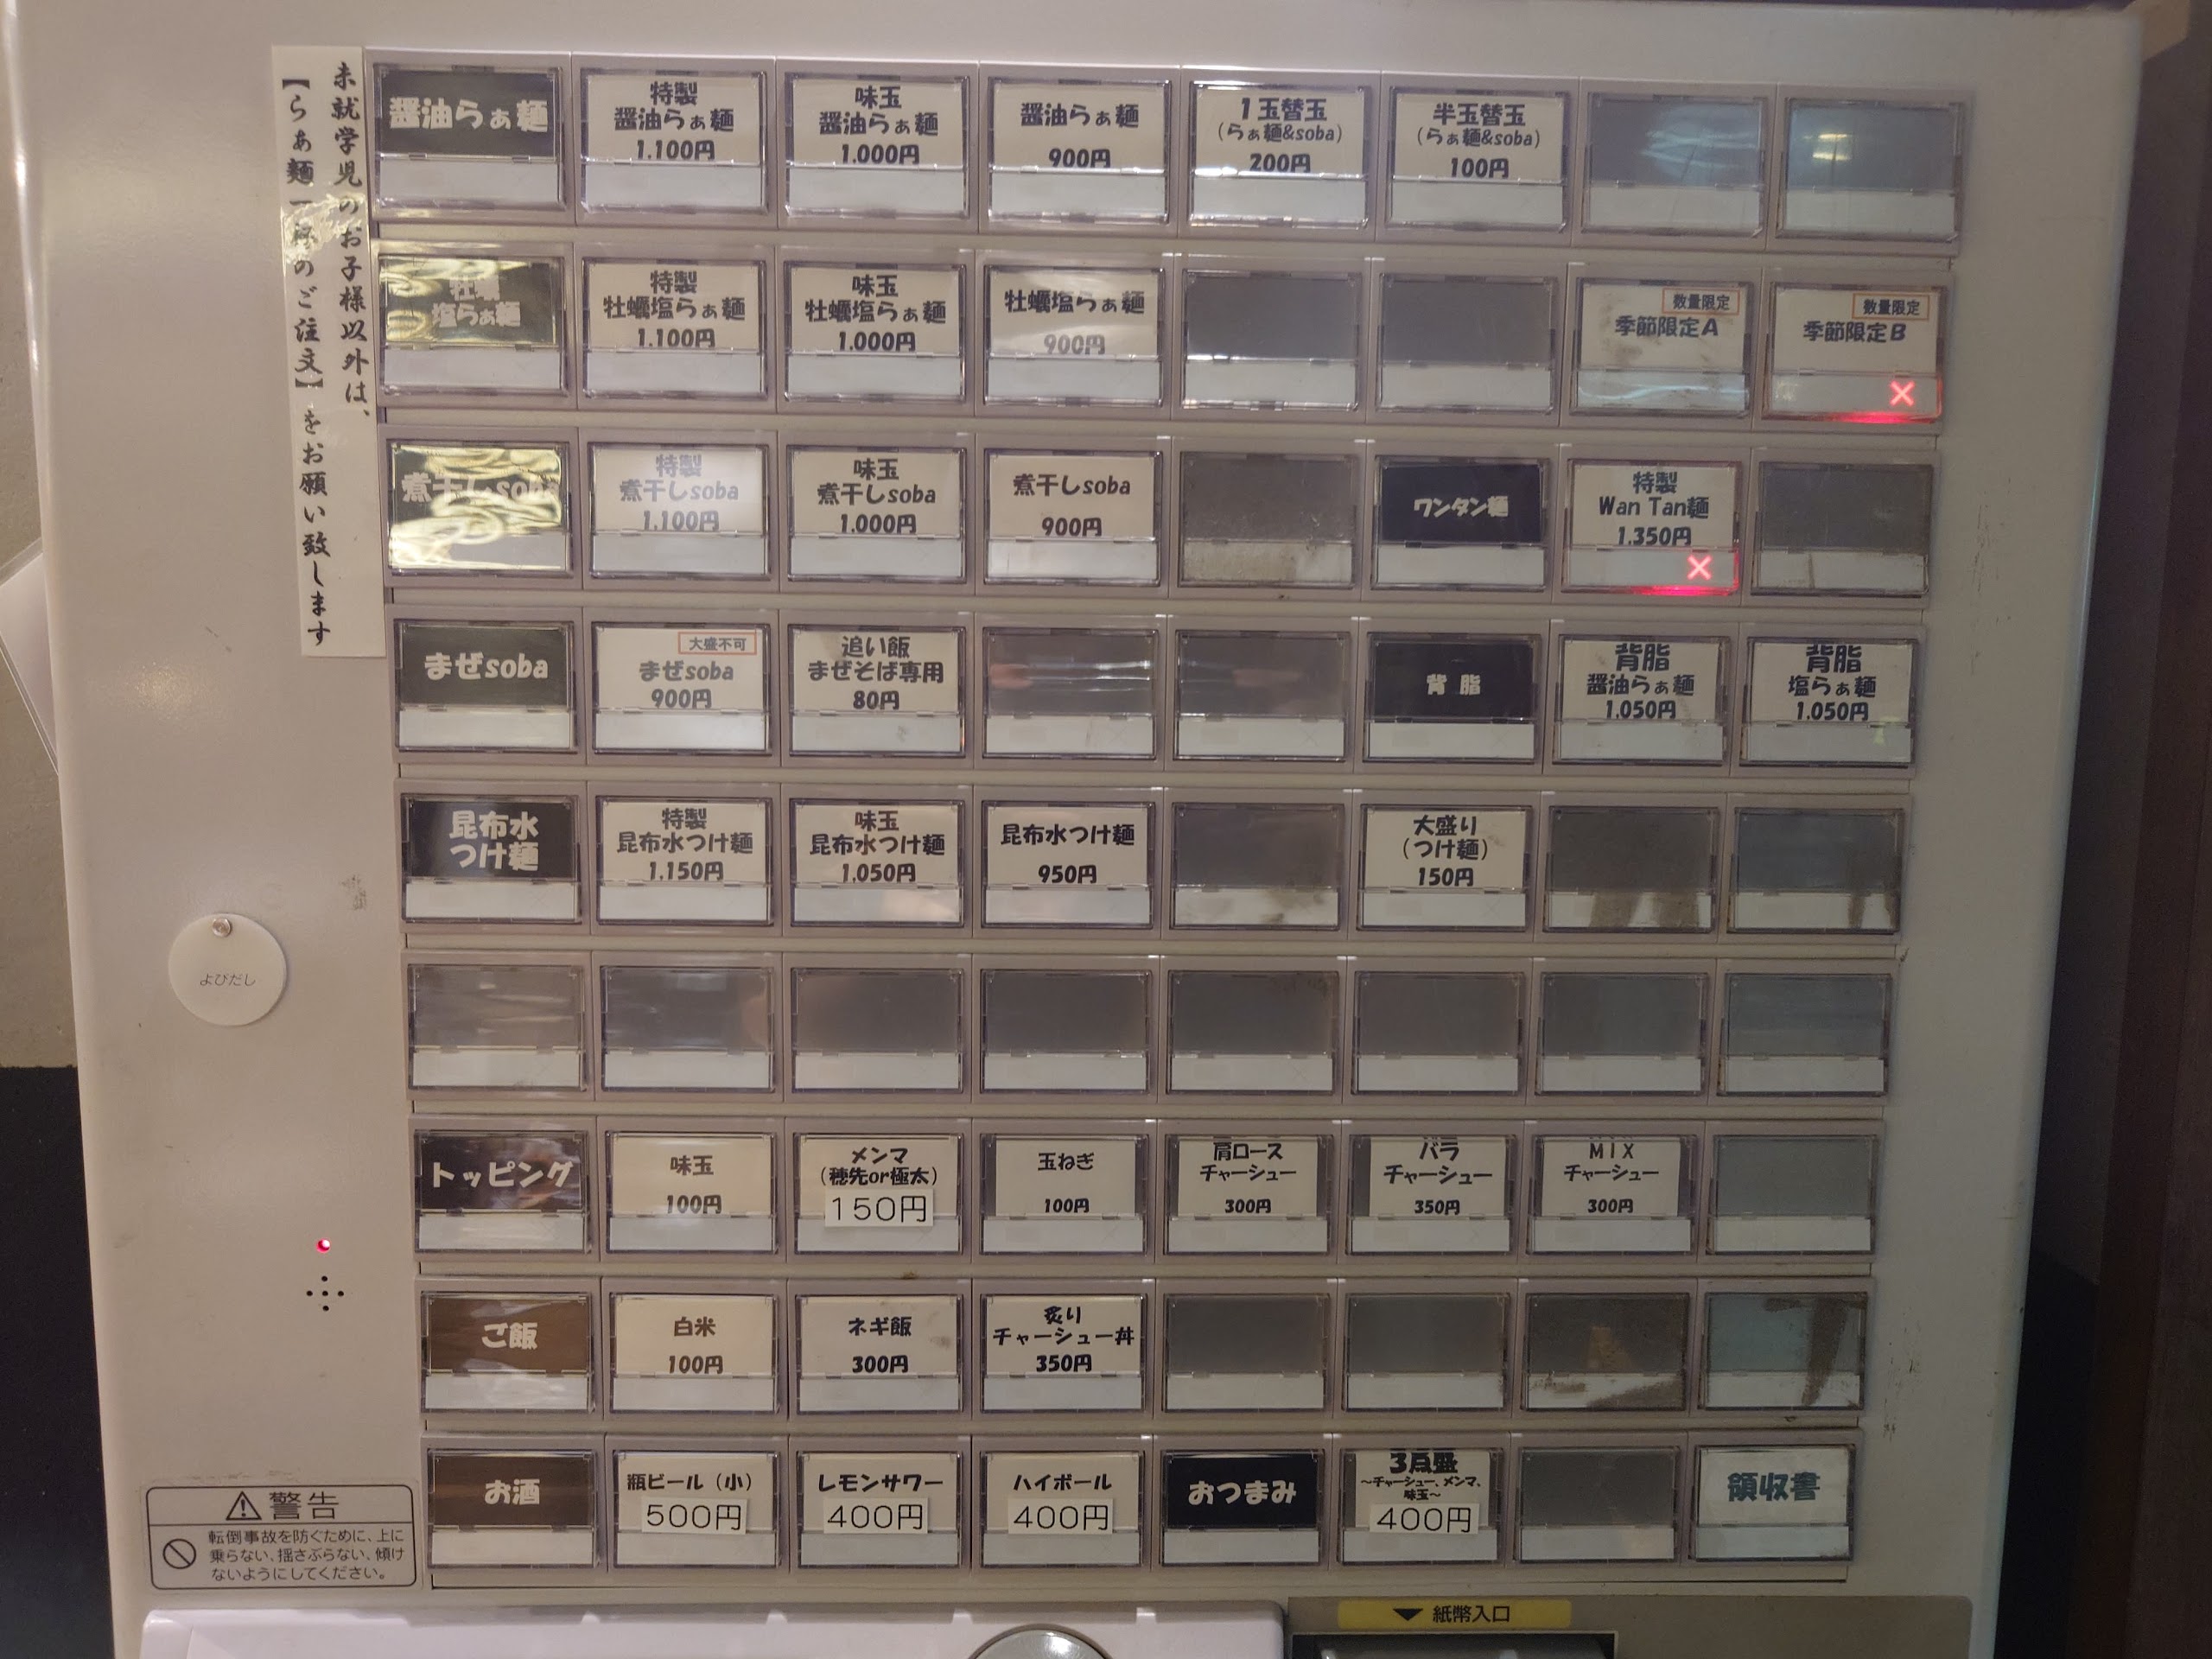 未就学児のお子様以外は、
【らぁ麺一杯のご注文】をお願い致します
醤油らぁ麺
特製
醤油らぁ麺
1.100円
味玉
醤油らぁ麺
1.000円
醤油らぁ麺
900円
1玉替玉
(らぁ麺&soba)
200円
半玉替玉
(らぁ麺&soba)
100円
牡蠣
塩らぁ麺
特製
牡蠣塩らぁ麺
1.100円
味玉
牡蠣塩らぁ麺
1.000円
牡蠣塩らぁ麺
900円
数量限定
季節限定A
数量限定
季節限定B
×
煮干しsoba
特製
煮干しsoba
1.100円
味玉
煮干しsoba
1.000円
煮干しsoba
900円
ワンタン麺
特製
Wan Tan麺
1.350円
×
まぜsoba
大盛不可
まぜsoba
900円
追い飯
まぜそば専用
80円
背脂
背脂
醤油らぁ麺
1.050円
背脂
塩らぁ麺
1.050円
昆布水
つけ麺
特製
昆布水つけ麺
1.150円
味玉
昆布水つけ麺
1.050円
昆布水つけ麺
950円
大盛り
(つけ麺)
150円
よびだし
トッピング
味玉
100円
メンマ
(穂先or極太)
150円
玉ねぎ
100円
肩ロース
チャーシュー
300円
バラ
チャーシュー
350円
MIX
チャーシュー
300円
ご飯
白米
100円
ネギ飯
300円
炙り
チャーシュー丼
350円
お酒
瓶ビール(小)
500円
レモンサワー
400円
ハイボール
400円
おつまみ
3点盛
～チャーシュー、メンマ、
味玉～
400円
領収書
警告
転倒事故を防ぐために、上に
乗らない、揺さぶらない、傾け
ないようにしてください。
紙幣入口